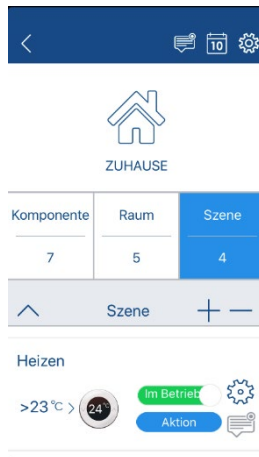 10
ZUHAUSE
Komponente Raum Szene
7 5 4
Szene
Heizen
Im Betrieb
>23°C 24°
Aktion